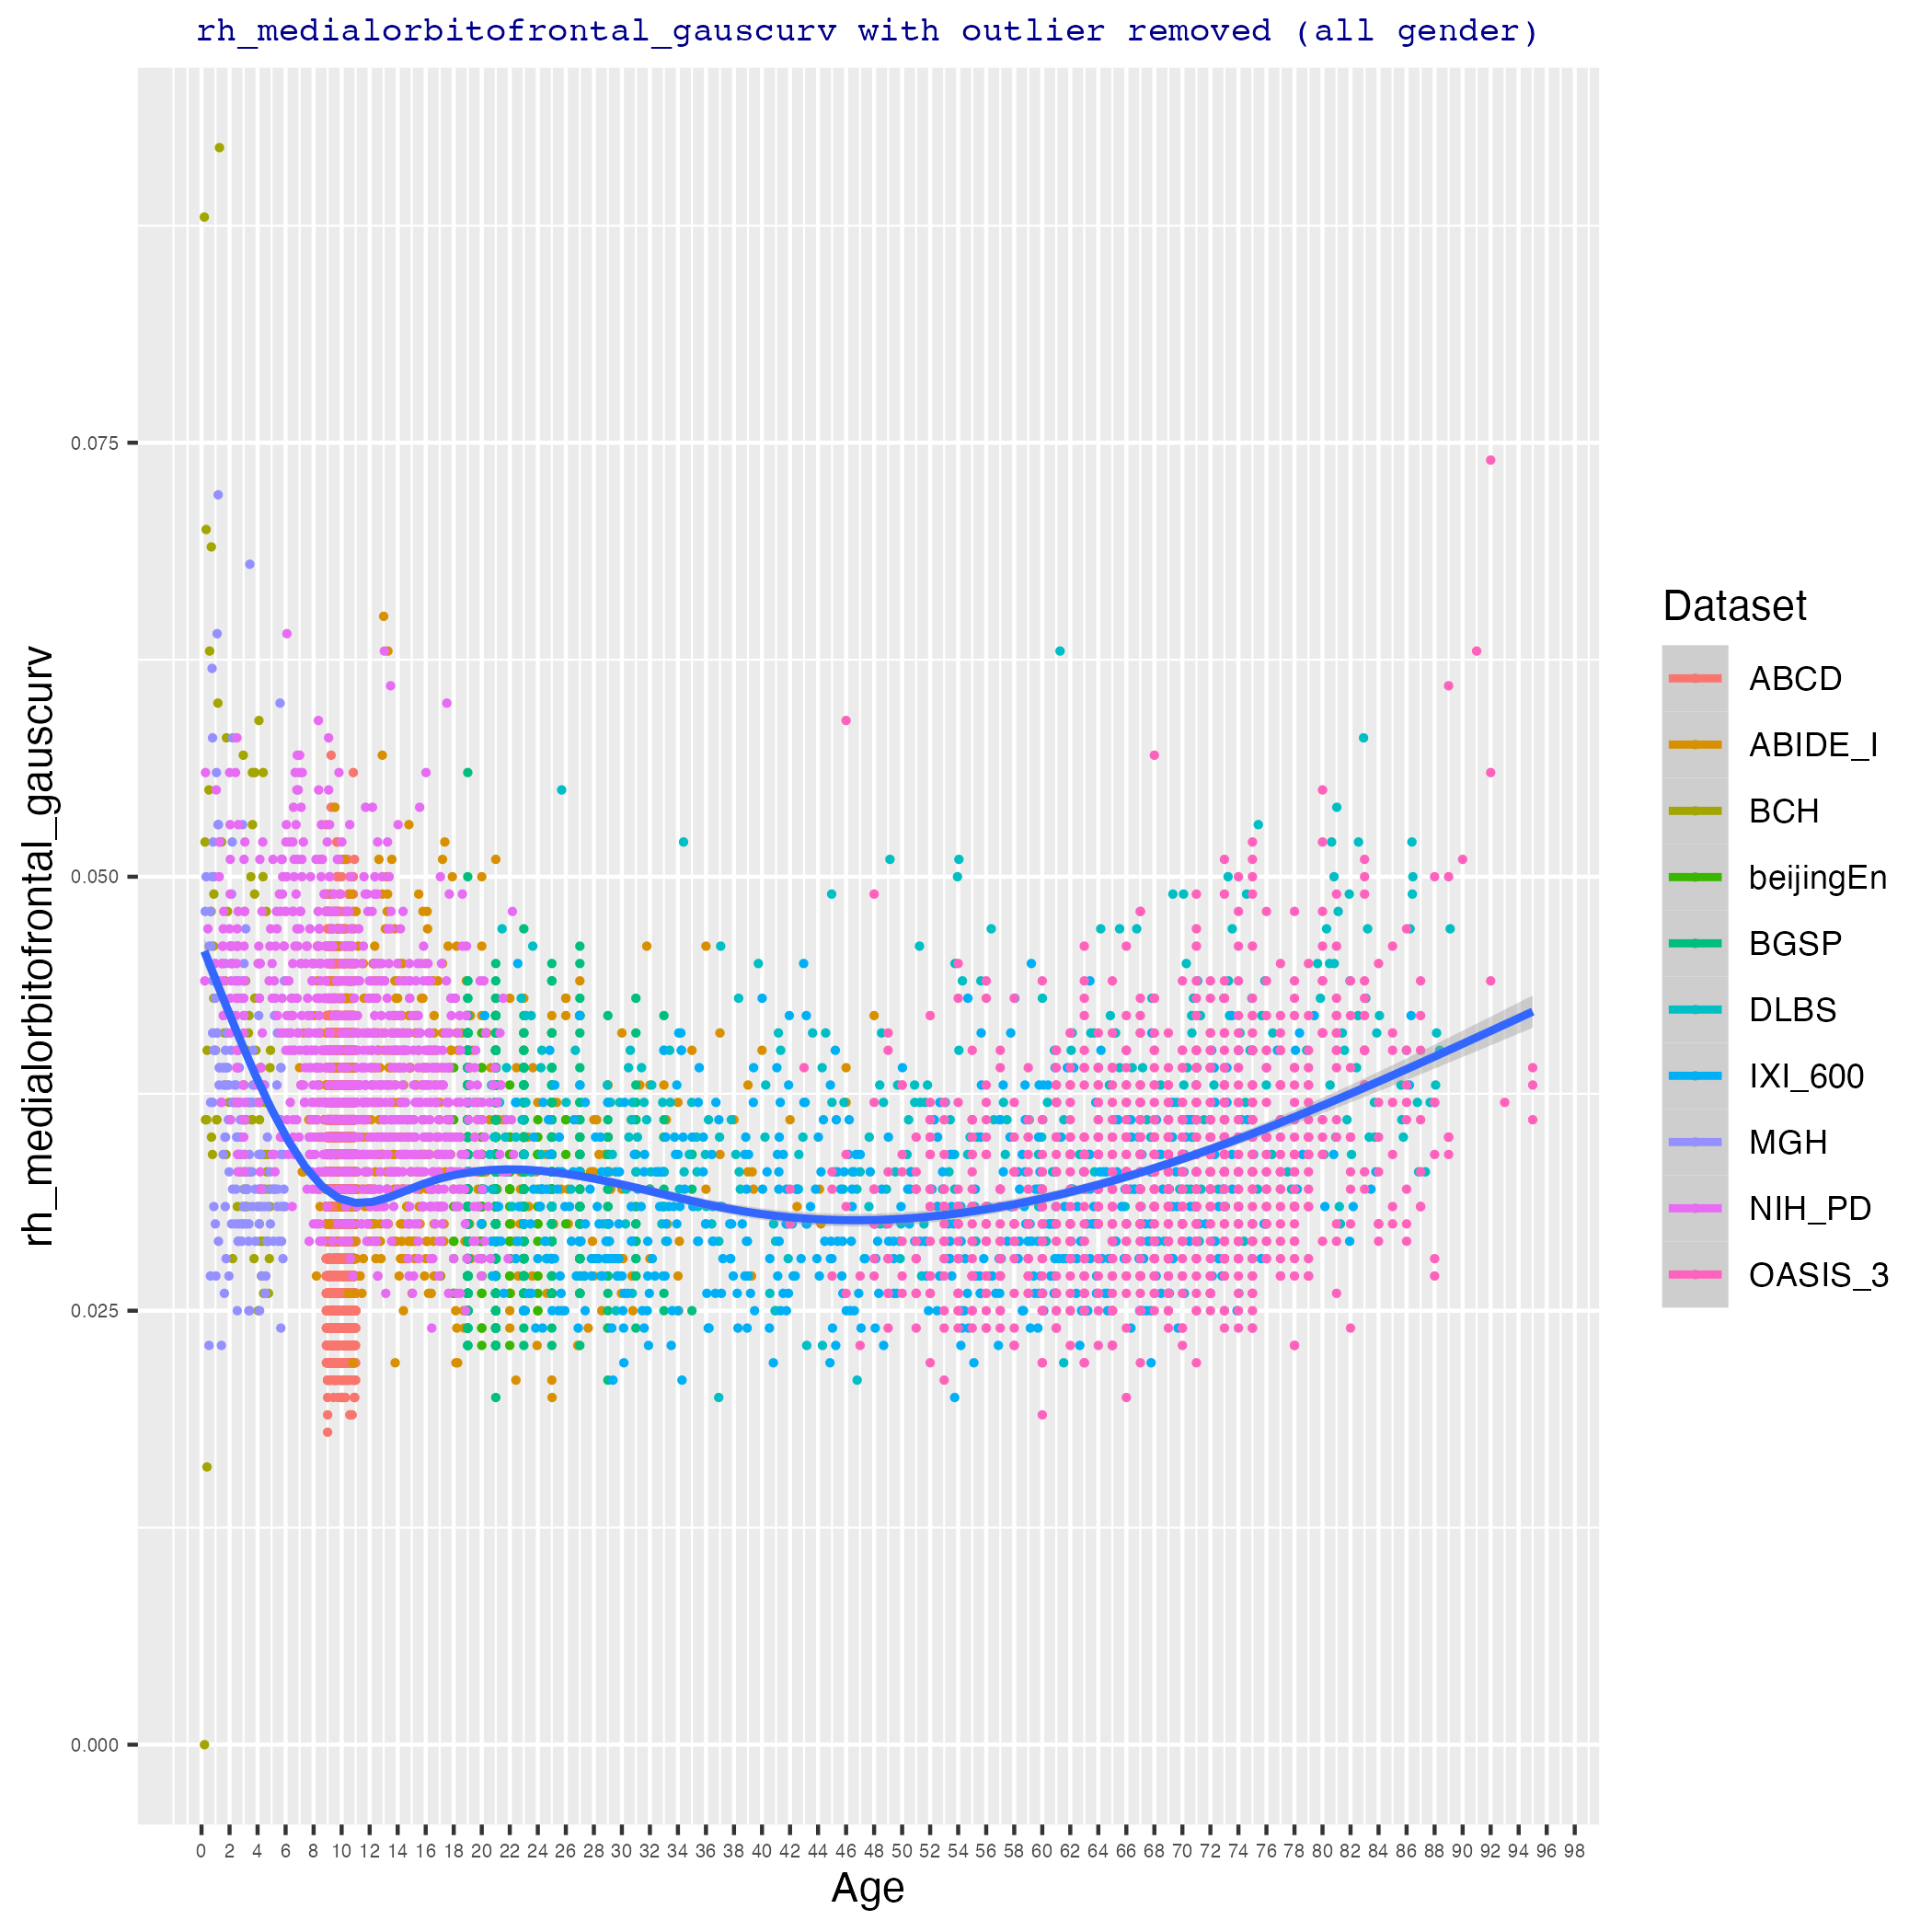 rh_medialorbitofrontal_gauscurv with outlier removed (all gender)
rh_medialorbitofrontal_gauscurv
0.075
0.050
0.025
0.000
0 2 4 6 8 10 12 14 16 18 20 22 24 26 28 30 32 34 36 38 40 42 44 46 48 50 52 54 56 58 60 62 64 66 68 70 72 74 76 78 80 82 84 86 88 90 92 94 96 98
Age
Dataset
ABCD
ABIDE_I
BCH
beijingEn
BGSP
DLBS
IXI_600
MGH
NIH_PD
OASIS_3